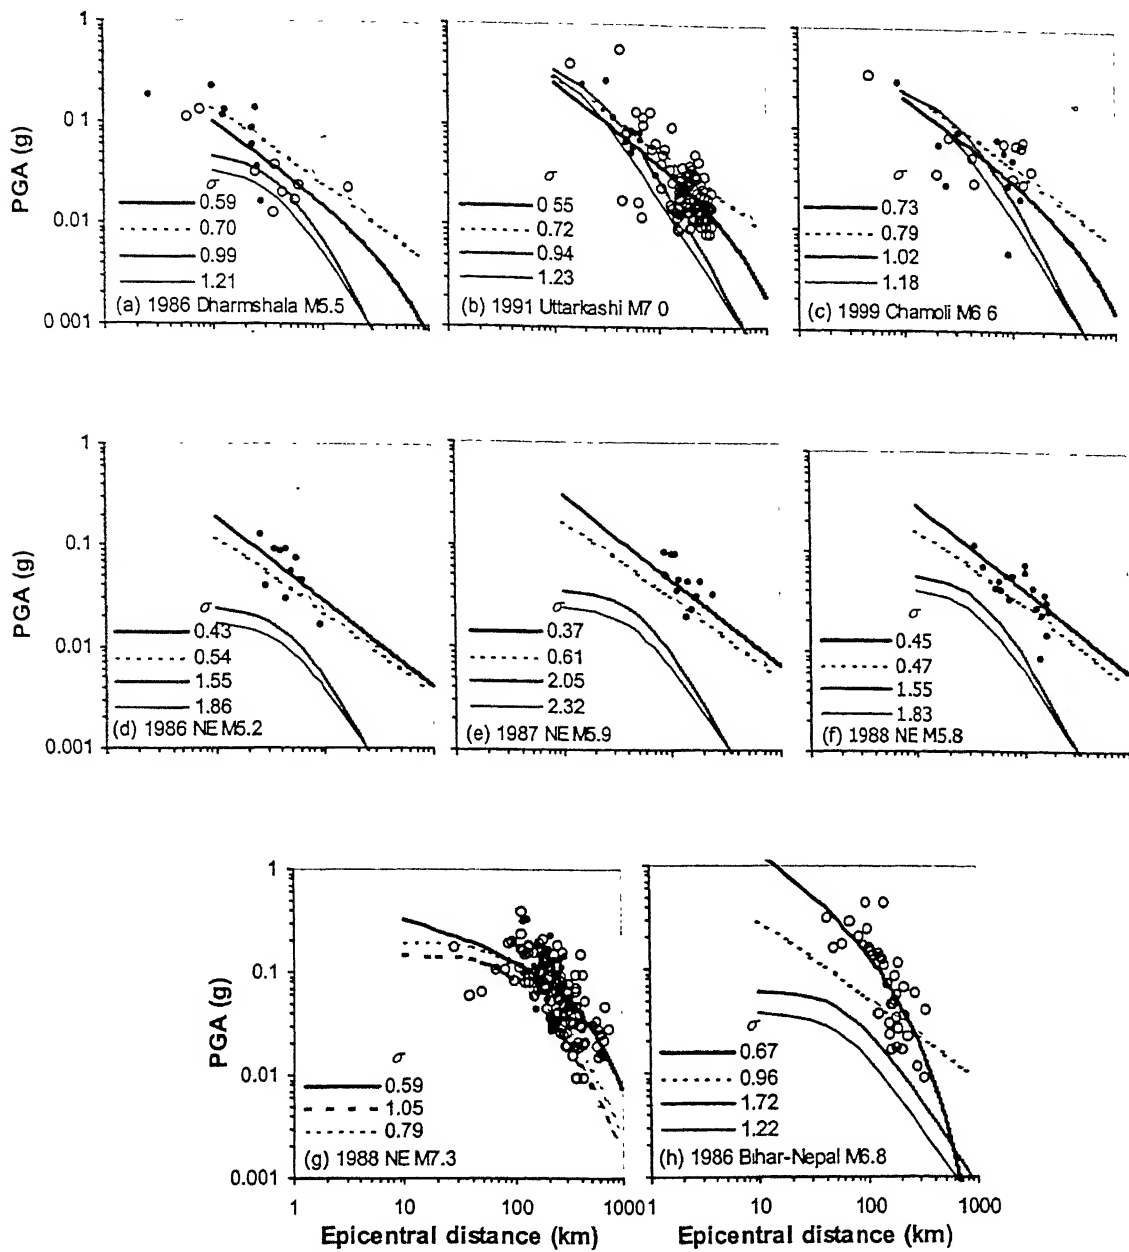 1
0.1
0.01
0 001
PGA (g)
σ
0.59
0.70
0.99
1.21
(a) 1986 Dharmshala M5.5
σ
0 55
0.72
0.94
1.23
(b) 1991 Uttarkashi M7 0
σ
0.73
0.79
1.02
1.18
(c) 1999 Chamoli M6 6
1
0.1
0.01
0.001
PGA (g)
σ
0.43
0.54
1.55
1.86
(d) 1986 NE M5.2
σ
0.37
0.61
2.05
2.32
(e) 1987 NE M5.9
σ
0.45
0.47
1.55
1.83
(f) 1988 NE M5.8
1
0.1
0.01
0.001
PGA (g)
σ
0.59
1.05
0.79
(g) 1988 NE M7.3
σ
0.67
0.96
1.72
1.22
(h) 1986 Bihar-Nepal M6.8
1 10 100 1000
1 10 100 1000
Epicentral distance (km)
Epicentral distance (km)